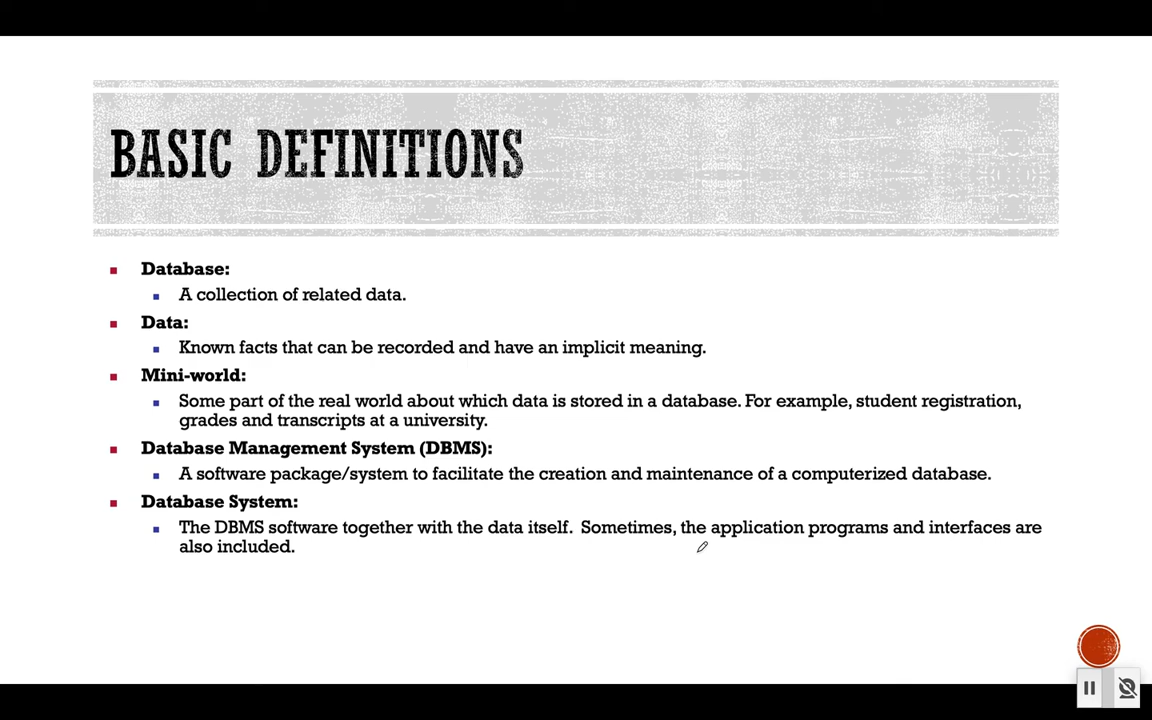 BASIC DEFINITIONS
Database:
A collection of related data.
Data:
Known facts that can be recorded and have an implicit meaning.
Mini-world:
Some part of the real world about which data is stored in a database. For example, student registration,
grades and transcripts at a university.
Database Management System (DBMS):
A software package/system to facilitate the creation and maintenance of a computerized database.
Database System:
The DBMS software together with the data itself. Sometimes, the application programs and interfaces are
also included.